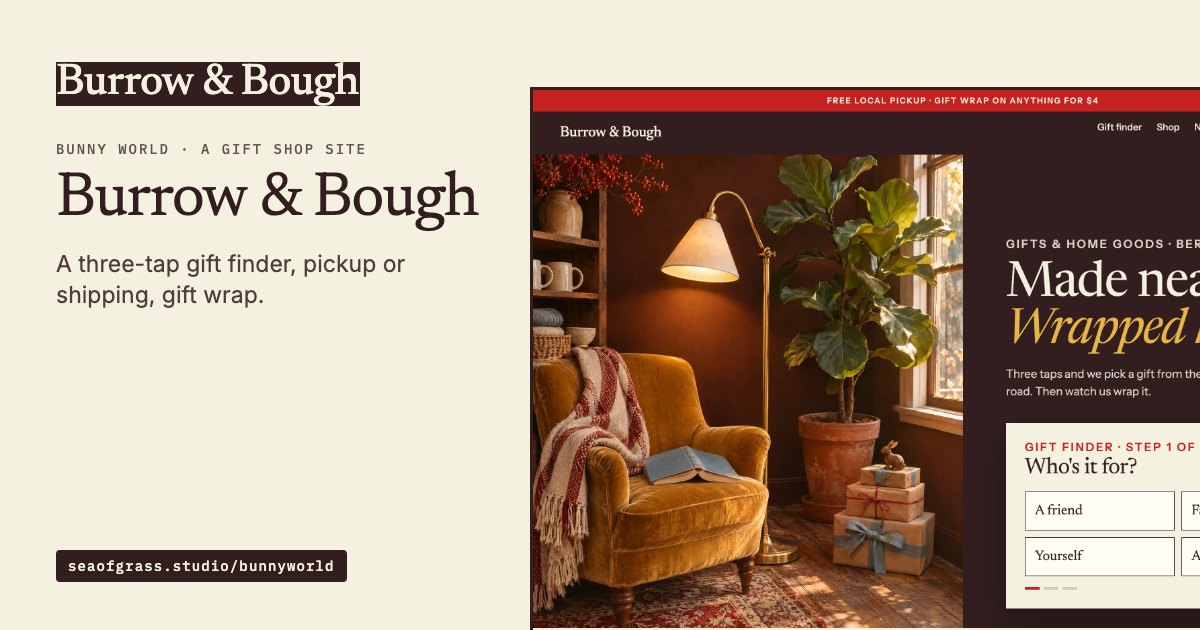 Burrow & Bough
BUNNY WORLD · A GIFT SHOP SITE
Burrow & Bough
A three-tap gift finder, pickup or
shipping, gift wrap.
seaofgrass.studio/bunnyworld
FREE LOCAL PICKUP · GIFT WRAP ON ANYTHING FOR $4
Burrow & Bough
Gift finder Shop
GIFTS & HOME GOODS ·
Made
Wrapped
Three taps and we pick a gift from the
road. Then watch us wrap it.
GIFT FINDER · STEP 1 OF
Who's it for?
A friend
Yourself